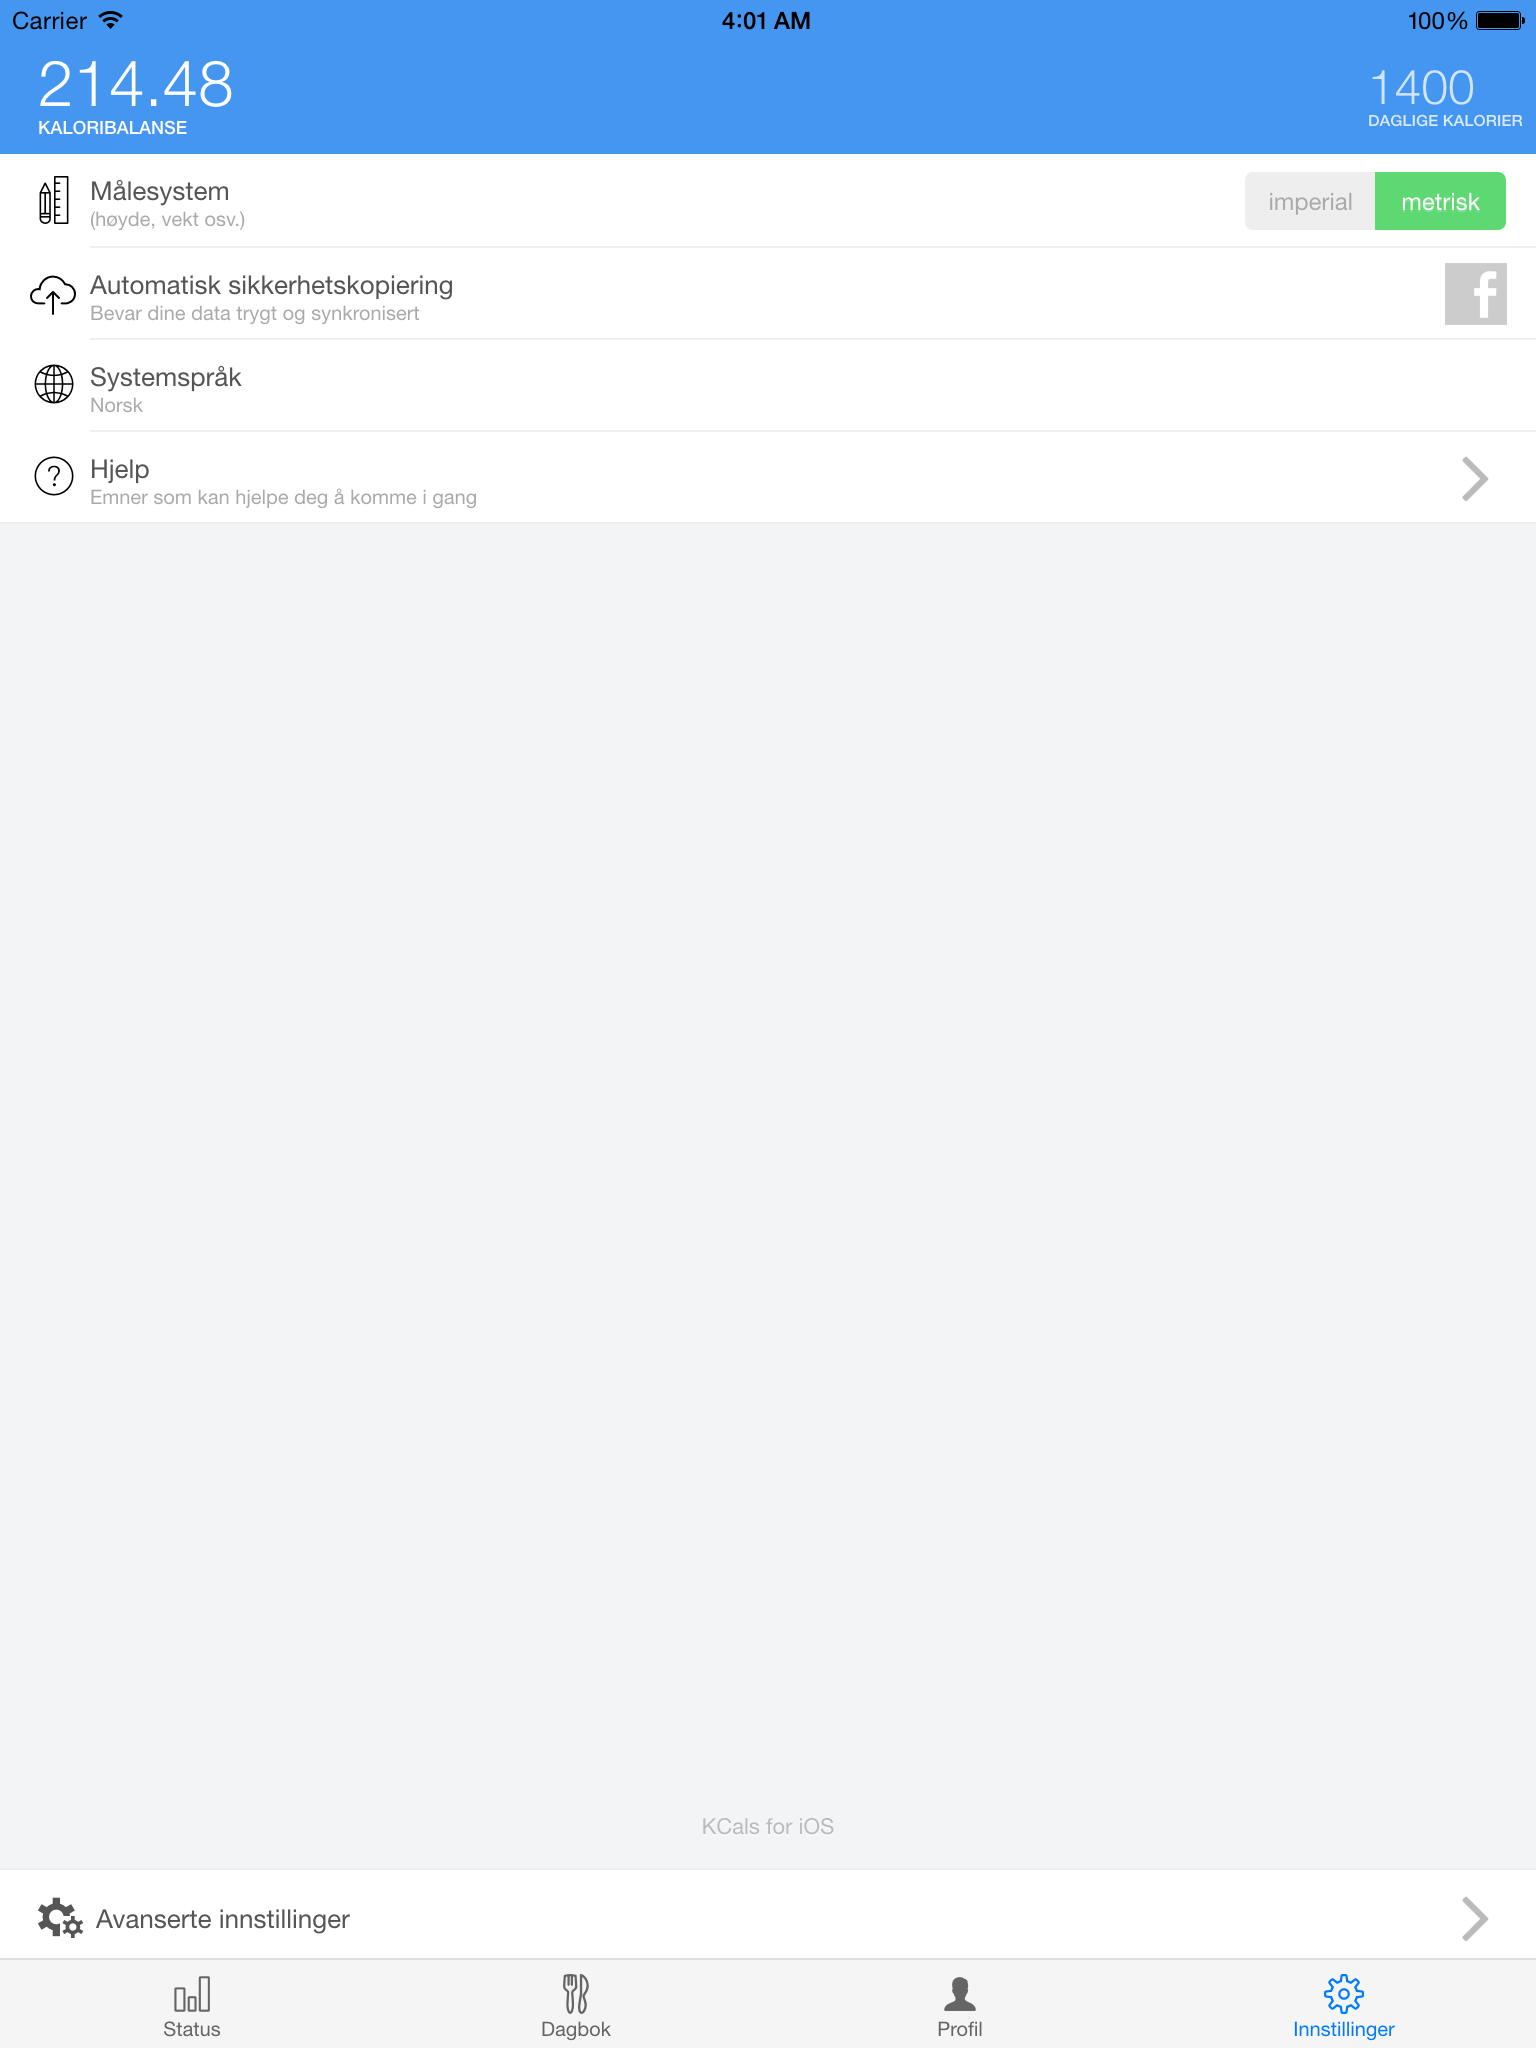 Carrier 4:01 AM 100%
214.48
KALORIBALANSE
1400
DAGLIGE KALORIER
Målesystem
(høyde, vekt osv.)
imperial metrisk
Automatisk sikkerhetskopiering
Bevar dine data trygt og synkronisert
f
Systemspråk
Norsk
?
Hjelp
Emner som kan hjelpe deg å komme i gang
KCals for iOS
Avanserte innstillinger
Status Dagbok Profil Innstillinger